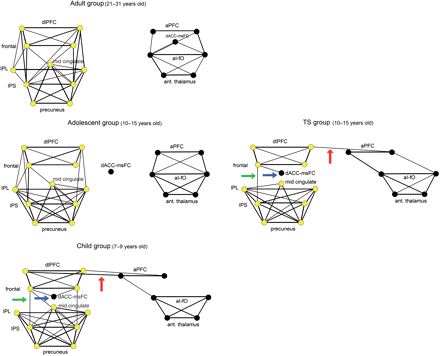 Adult group (21–31 years old)
dlPFC
aPFC
dACC-msFC
frontal
mid cingulate
aI-fO
IPL
IPS
ant. thalamus
precuneus
Adolescent group (10–15 years old)
TS group (10–15 years old)
dlPFC
aPFC
dlPFC
aPFC
frontal
dACC-msFC
frontal
dACC-msFC
mid cingulate
aI-fO
mid cingulate
aI-fO
IPL
IPL
IPS
ant. thalamus
IPS
ant. thalamus
precuneus
precuneus
Child group (7–9 years old)
dlPFC
aPFC
frontal
dACC-msFC
mid cingulate
aI-fO
IPL
IPS
ant. thalamus
precuneus